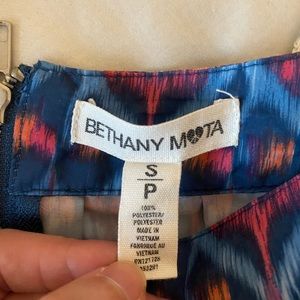 BETHANY MOTA
S
P
100%
POLYESTER/
POLYESTER
MADE IN
VIETNAM
FABRIQUÉ AU
VIETNAM